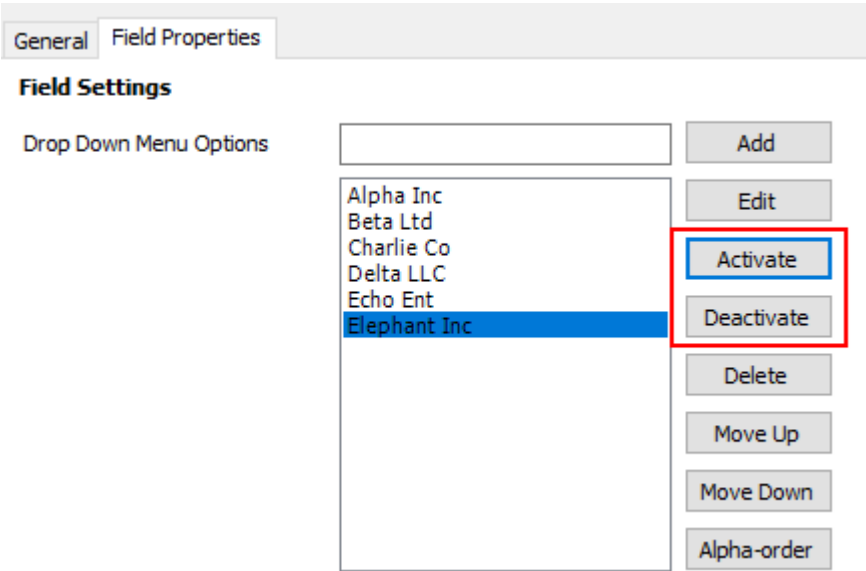 General Field Properties
Field Settings
Drop Down Menu Options Add
Alpha Inc Edit
Beta Ltd
Charlie Co Activate
Delta LLC
Echo Ent Deactivate
Elephant Inc
Delete
Move Up
Move Down
Alpha-order